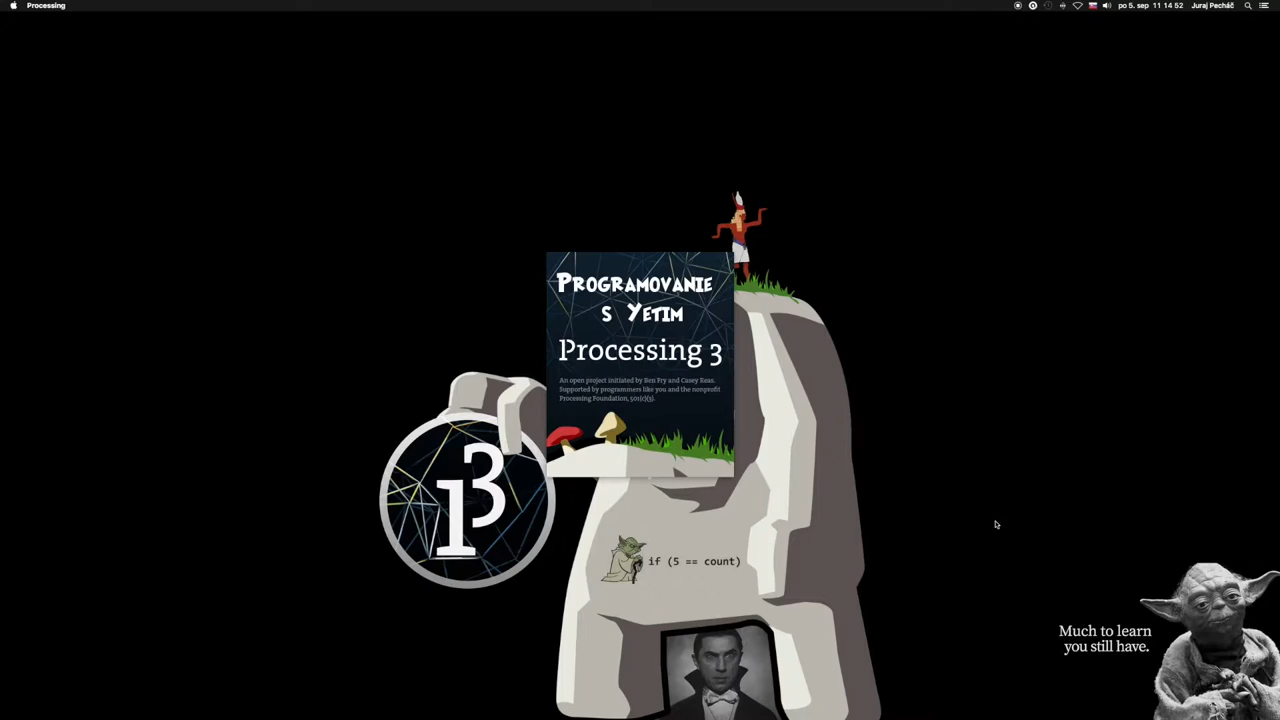 Processing
po 5. sep 11 14 52
Juraj Pecháč
Programovanie
s Yetim
Processing 3
An open project initiated by Ben Fry and Casey Reas.
Supported by programmers like you and the nonprofit
Processing Foundation, 501(c)(3).
13
if (5 == count)
Much to learn
you still have.